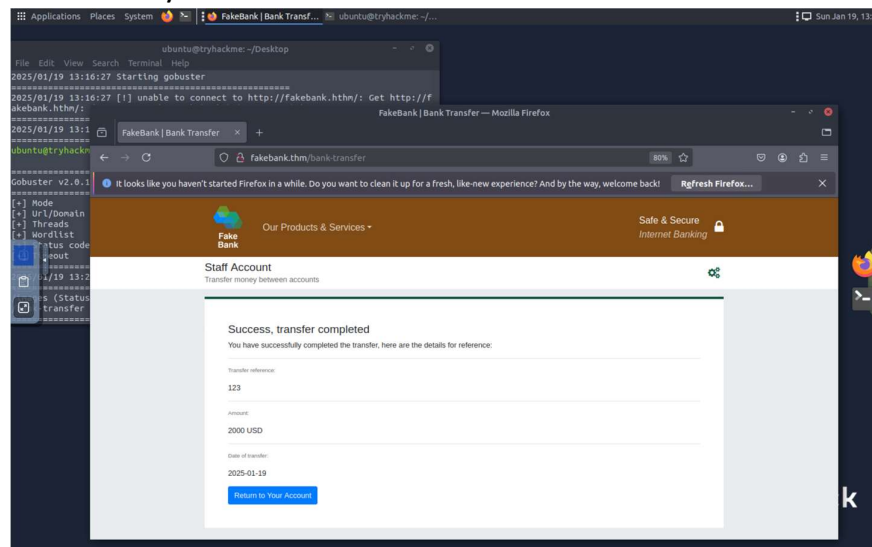 Applications Places System FakeBank | Bank Transf... ubuntu@tryhackme: ~/... Sun Jan 19, 13:
ubuntu@tryhackme: ~/Desktop
File Edit View Search Terminal Help
2025/01/19 13:16:27 Starting gobuster
=====================================================
2025/01/19 13:16:27 [!] unable to connect to http://fakebank.hthm/: Get http://f
akebank.hthm/:
2025/01/19 13:1
ubuntu@tryhackm
Gobuster v2.0.1
[+] Mode
[+] Url/Domain
[+] Threads
[+] Wordlist
tus code
eout
/19 13:2
es (Status
-transfer
FakeBank | Bank Transfer — Mozilla Firefox
FakeBank | Bank Transfer × +
fakebank.thm/bank-transfer 80%
It looks like you haven't started Firefox in a while. Do you want to clean it up for a fresh, like-new experience? And by the way, welcome back! Refresh Firefox...
Fake
Bank
Our Products & Services
Safe & Secure
Internet Banking
Staff Account
Transfer money between accounts
Success, transfer completed
You have successfully completed the transfer, here are the details for reference:
Transfer reference:
123
Amount:
2000 USD
Date of transfer:
2025-01-19
Return to Your Account
k